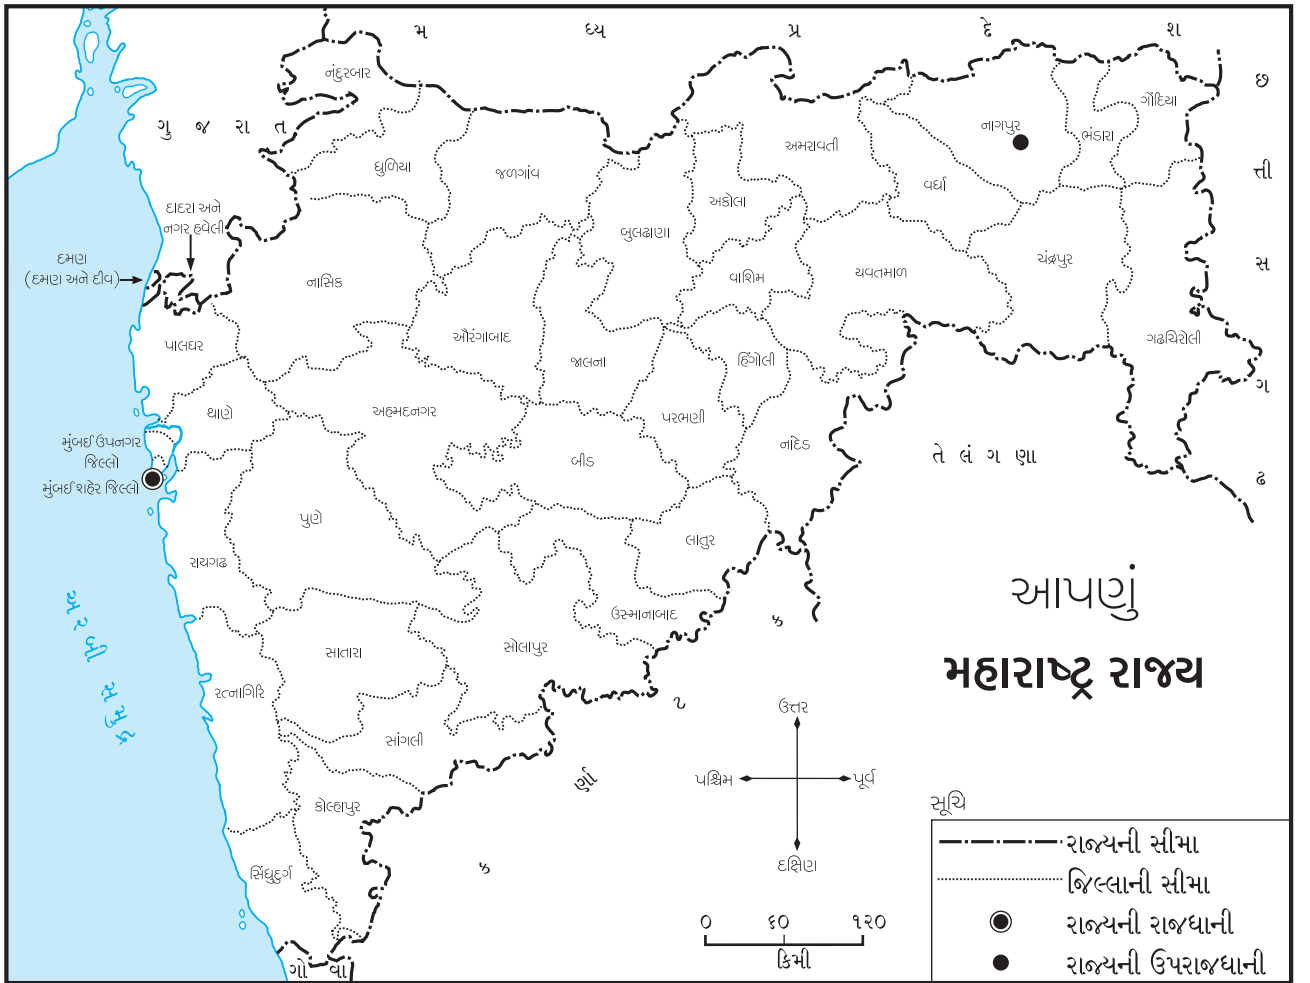 મ ધ્ય પ્ર દે શ
છ ત્તી સ ગ ઢ
ગુ જ રા ત
નંદુરબાર
ગોંદિયા
નાગપુર
ભંડારા
ધુળિયા
જળગાંવ
અમરાવતી
વર્ધા
અકોલા
દાદરા અને
નગર હવેલી
બુલઢાણા
દમણ
(દમણ અને દીવ)
નાસિક
વાશિમ
યવતમાળ
ચંદ્રપુર
ઔરંગાબાદ
પાલઘર
જાલના
હિંગોલી
ગઢચિરોલી
થાણે
અહમદનગર
પરભણી
મુંબઈ ઉપનગર
જિલ્લો
મુંબઈ શહેર જિલ્લો
બીડ
નાંદેડ
તે લં ગ ણા
પુણે
લાતુર
રાયગઢ
ઉસ્માનાબાદ
સાતારા
સોલાપુર
રત્નાગિરિ
સાંગલી
કોલ્હાપુર
સિંધુદુર્ગ
અ ર બી સ મુ દ્ર
ક ર્ણા ટ ક
ગો વા
આપણું
મહારાષ્ટ્ર રાજ્ય
ઉત્તર
પશ્ચિમ
પૂર્વ
દક્ષિણ
સૂચિ
રાજ્યની સીમા
જિલ્લાની સીમા
રાજ્યની રાજધાની
રાજ્યની ઉપરાજધાની
૦ ૬૦ ૧૨૦
કિમી